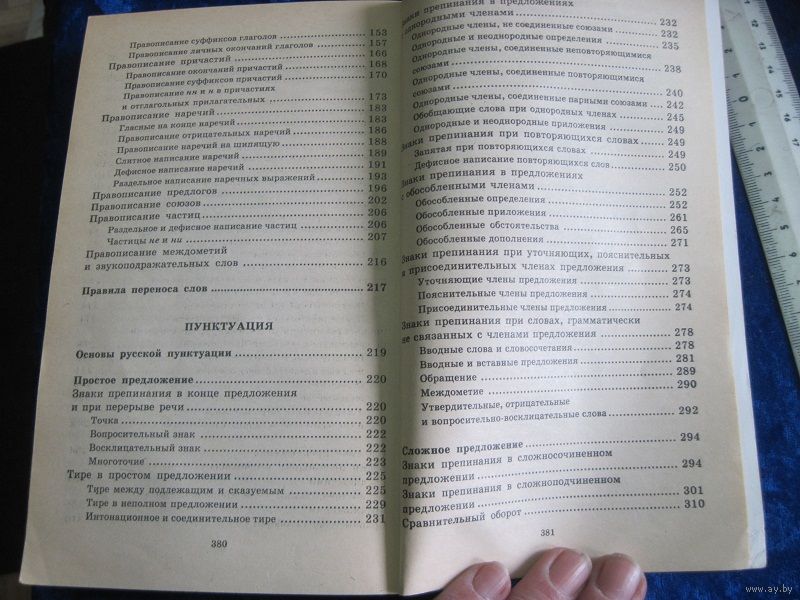 Правописание суффиксов глаголов 153
Правописание личных окончаний глаголов 157
Правописание причастий 166
Правописание окончаний причастий 168
Правописание суффиксов причастий 170
Правописание нн и н в причастиях
и отглагольных прилагательных 173
Правописание наречий 183
Гласные на конце наречий 183
Правописание отрицательных наречий 186
Правописание наречий на шипящую 188
Слитное написание наречий 189
Дефисное написание наречий 191
Раздельное написание наречных выражений 193
Правописание предлогов 196
Правописание союзов 202
Правописание частиц 206
Раздельное и дефисное написание частиц 206
Частицы не и ни 207
Правописание междометий
и звукоподражательных слов 216
Правила переноса слов 217
ПУНКТУАЦИЯ
Основы русской пунктуации 219
Простое предложение 220
Знаки препинания в конце предложения
и при перерыве речи 220
Точка 220
Вопросительный знак 222
Восклицательный знак 222
Многоточие 223
Тире в простом предложении 225
Тире между подлежащим и сказуемым 225
Тире в неполном предложении 229
Интонационное и соединительное тире 231
380
Знаки препинания в предложениях
с однородными членами 232
Однородные члены, не соединенные союзами 232
Однородные и неоднородные определения 235
Однородные члены, соединенные неповторяющимися
союзами 238
Однородные члены, соединенные повторяющимися
союзами 240
Однородные члены, соединенные парными союзами 242
Обобщающие слова при однородных членах 245
Однородные и неоднородные приложения 249
Знаки препинания при повторяющихся словах 249
Запятая при повторяющихся словах 249
Дефисное написание повторяющихся слов 250
Знаки препинания в предложениях
с обособленными членами 252
Обособленные определения 252
Обособленные приложения 261
Обособленные обстоятельства 265
Обособленные дополнения 271
Знаки препинания при уточняющих, пояснительных
и присоединительных членах предложения 273
Уточняющие члены предложения 273
Пояснительные члены предложения 274
Присоединительные члены предложения 274
Знаки препинания при словах, грамматически
не связанных с членами предложения 278
Вводные слова и словосочетания 278
Вводные и вставные предложения 281
Обращение 289
Междометие 290
Утвердительные, отрицательные
и вопросительно-восклицательные слова 292
Сложное предложение 294
Знаки препинания в сложносочиненном
предложении 294
Знаки препинания в сложноподчиненном
предложении 301
Сравнительный оборот 310
381
www.ay.by